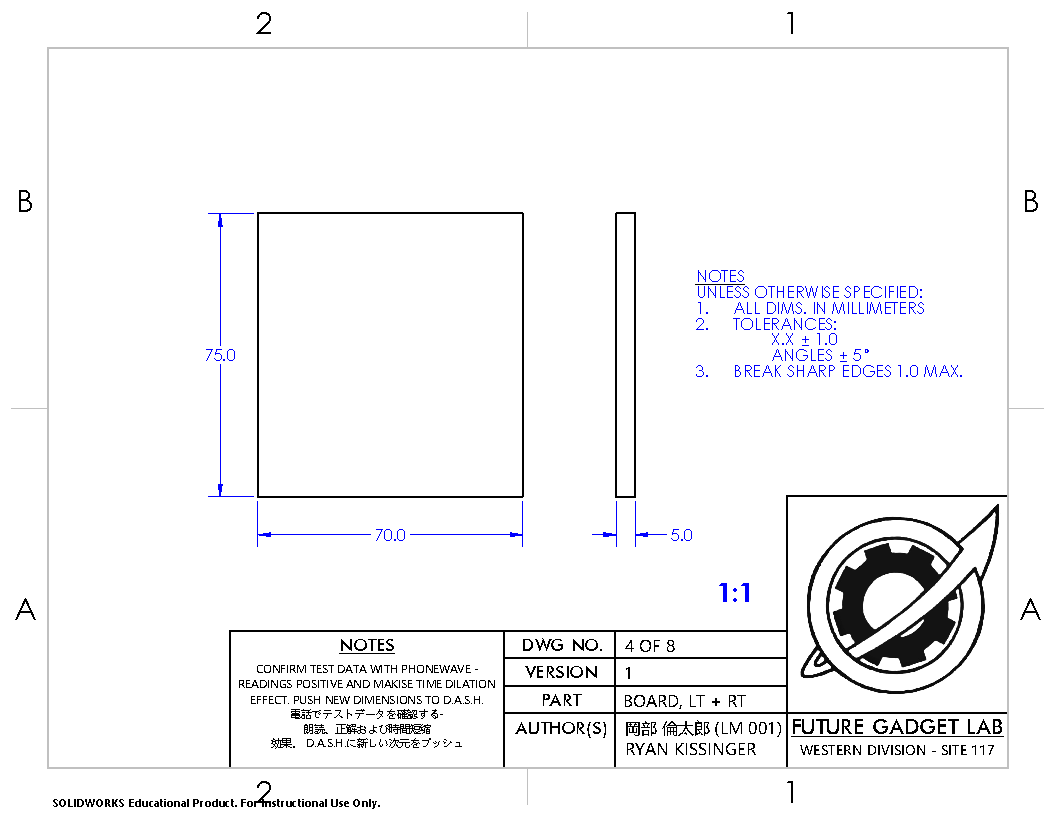 2 1
B B
NOTES
UNLESS OTHERWISE SPECIFIED:
1. ALL DIMS. IN MILLIMETERS
2. TOLERANCES:
X.X ± 1.0
ANGLES ± 5°
3. BREAK SHARP EDGES 1.0 MAX.
75.0
70.0
5.0
1:1
A A
NOTES
CONFIRM TEST DATA WITH PHONEWAVE -
READINGS POSITIVE AND MAKISE TIME DILATION
EFFECT. PUSH NEW DIMENSIONS TO D.A.S.H.
電話でテストデータを確認する-
朗読、正解および時間短縮
効果、 D.A.S.H.に新しい次元をプッシュ
DWG NO. 4 OF 8
VERSION 1
PART BOARD, LT + RT
AUTHOR(S) 岡部 倫太郎 (LM 001)
RYAN KISSINGER
FUTURE GADGET LAB
WESTERN DIVISION - SITE 117
2 1
SOLIDWORKS Educational Product. For Instructional Use Only.